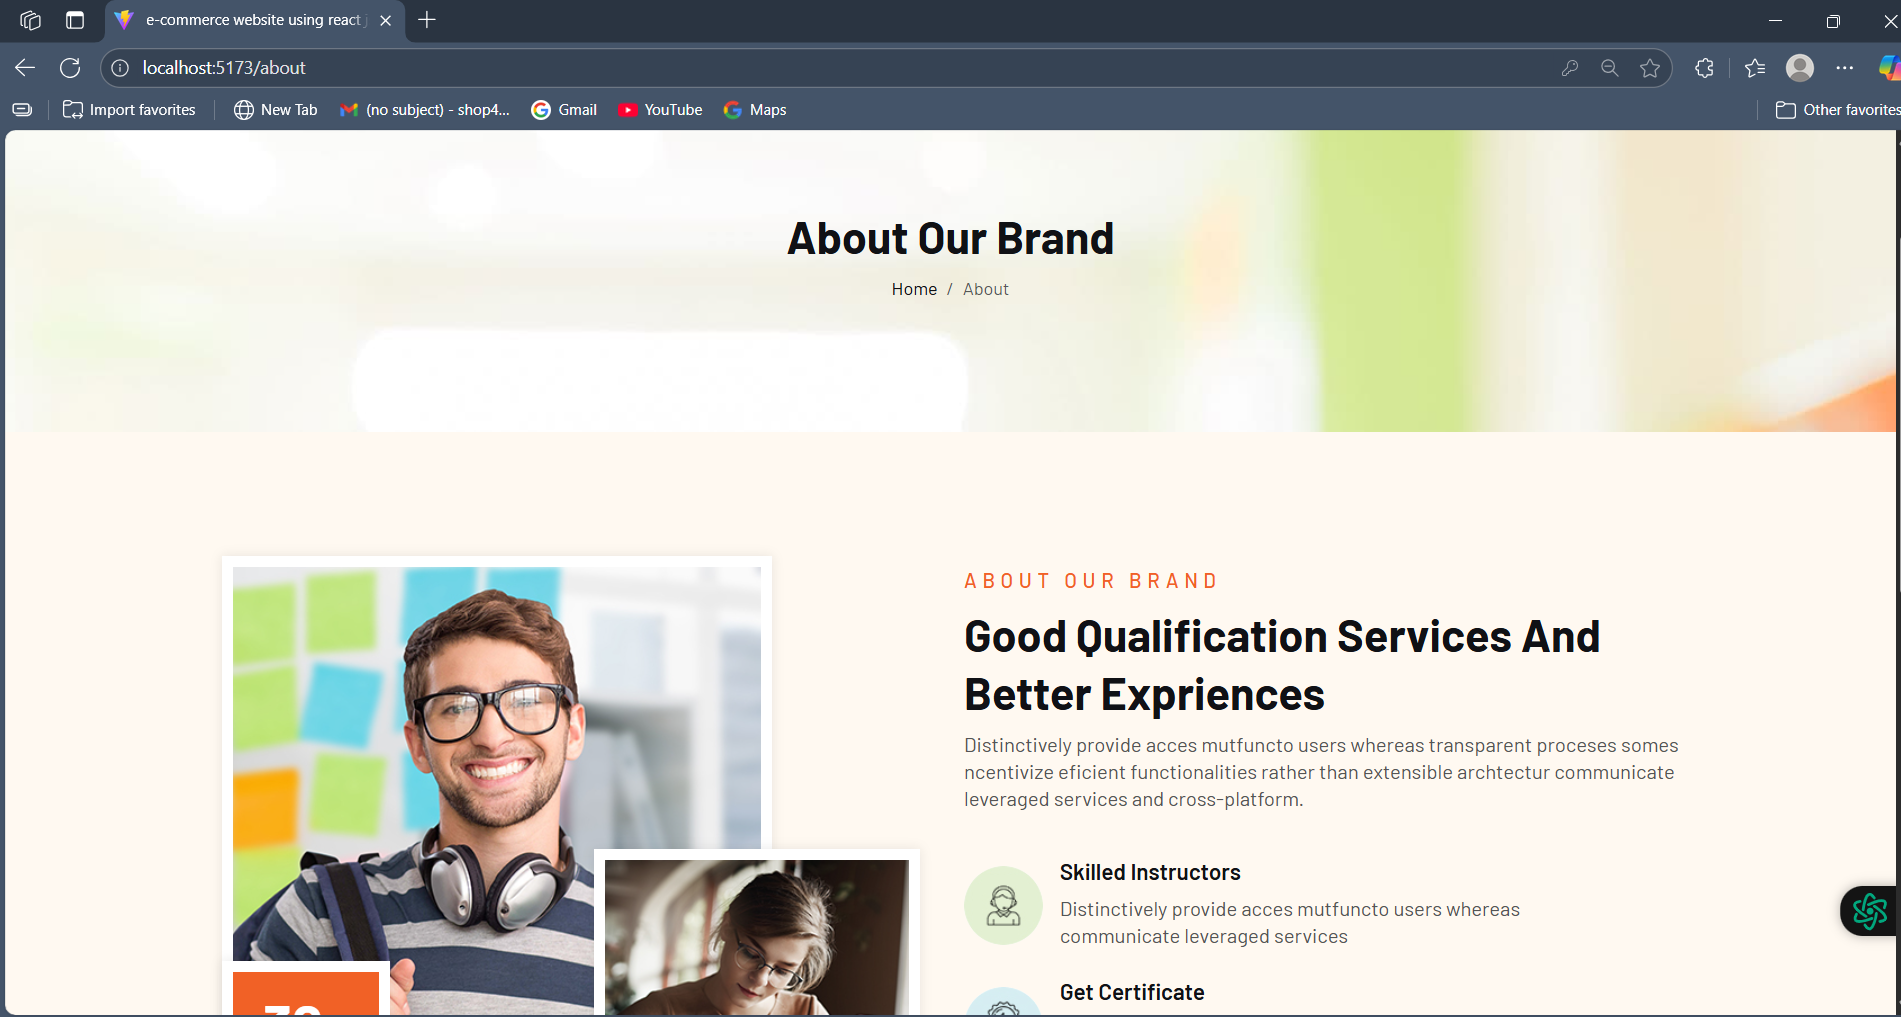 e-commerce website using react j
localhost:5173/about
Import favorites
New Tab
(no subject) - shop4...
Gmail
YouTube
Maps
Other favorites
About Our Brand
Home / About
ABOUT OUR BRAND
Good Qualification Services And
Better Expriences
Distinctively provide acces mutfuncto users whereas transparent proceses somes
ncentivize eficient functionalities rather than extensible archtectur communicate
leveraged services and cross-platform.
Skilled Instructors
Distinctively provide acces mutfuncto users whereas
communicate leveraged services
Get Certificate